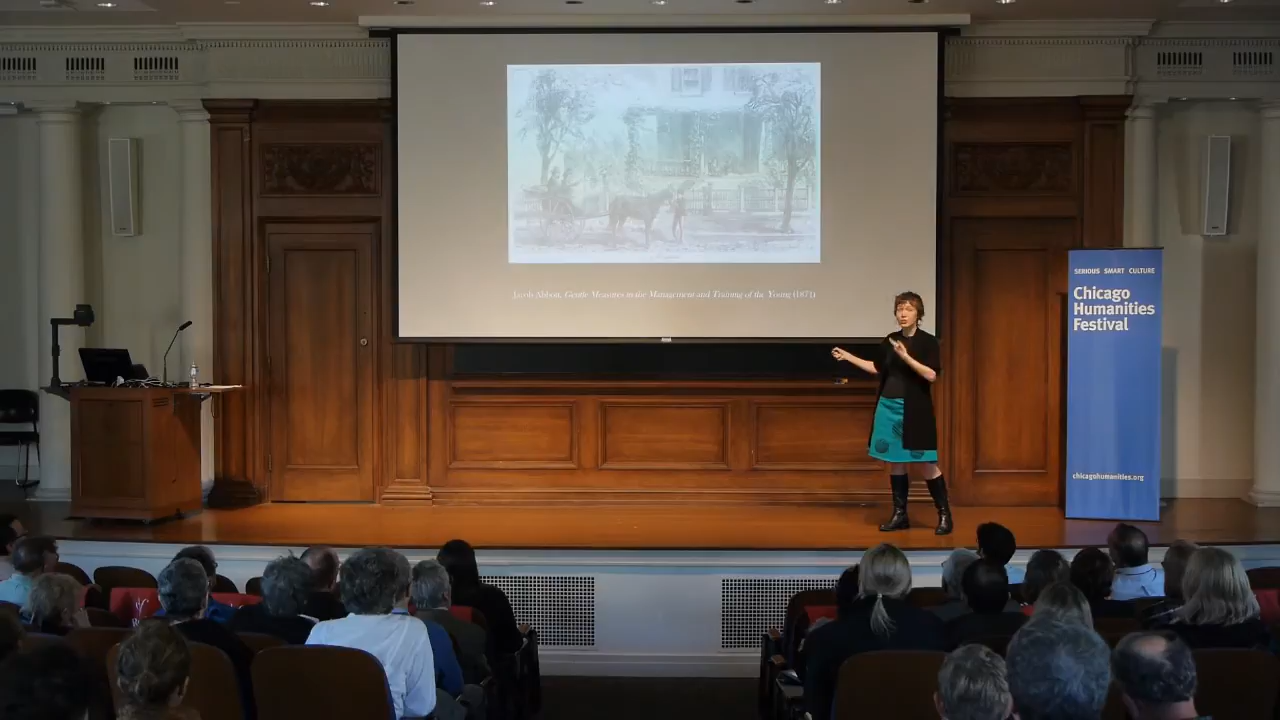 Jacob Abbott, Gentle Measures in the Management and Training of the Young (1871)
SERIOUS SMART CULTURE
Chicago
Humanities
Festival
chicagohumanities.org